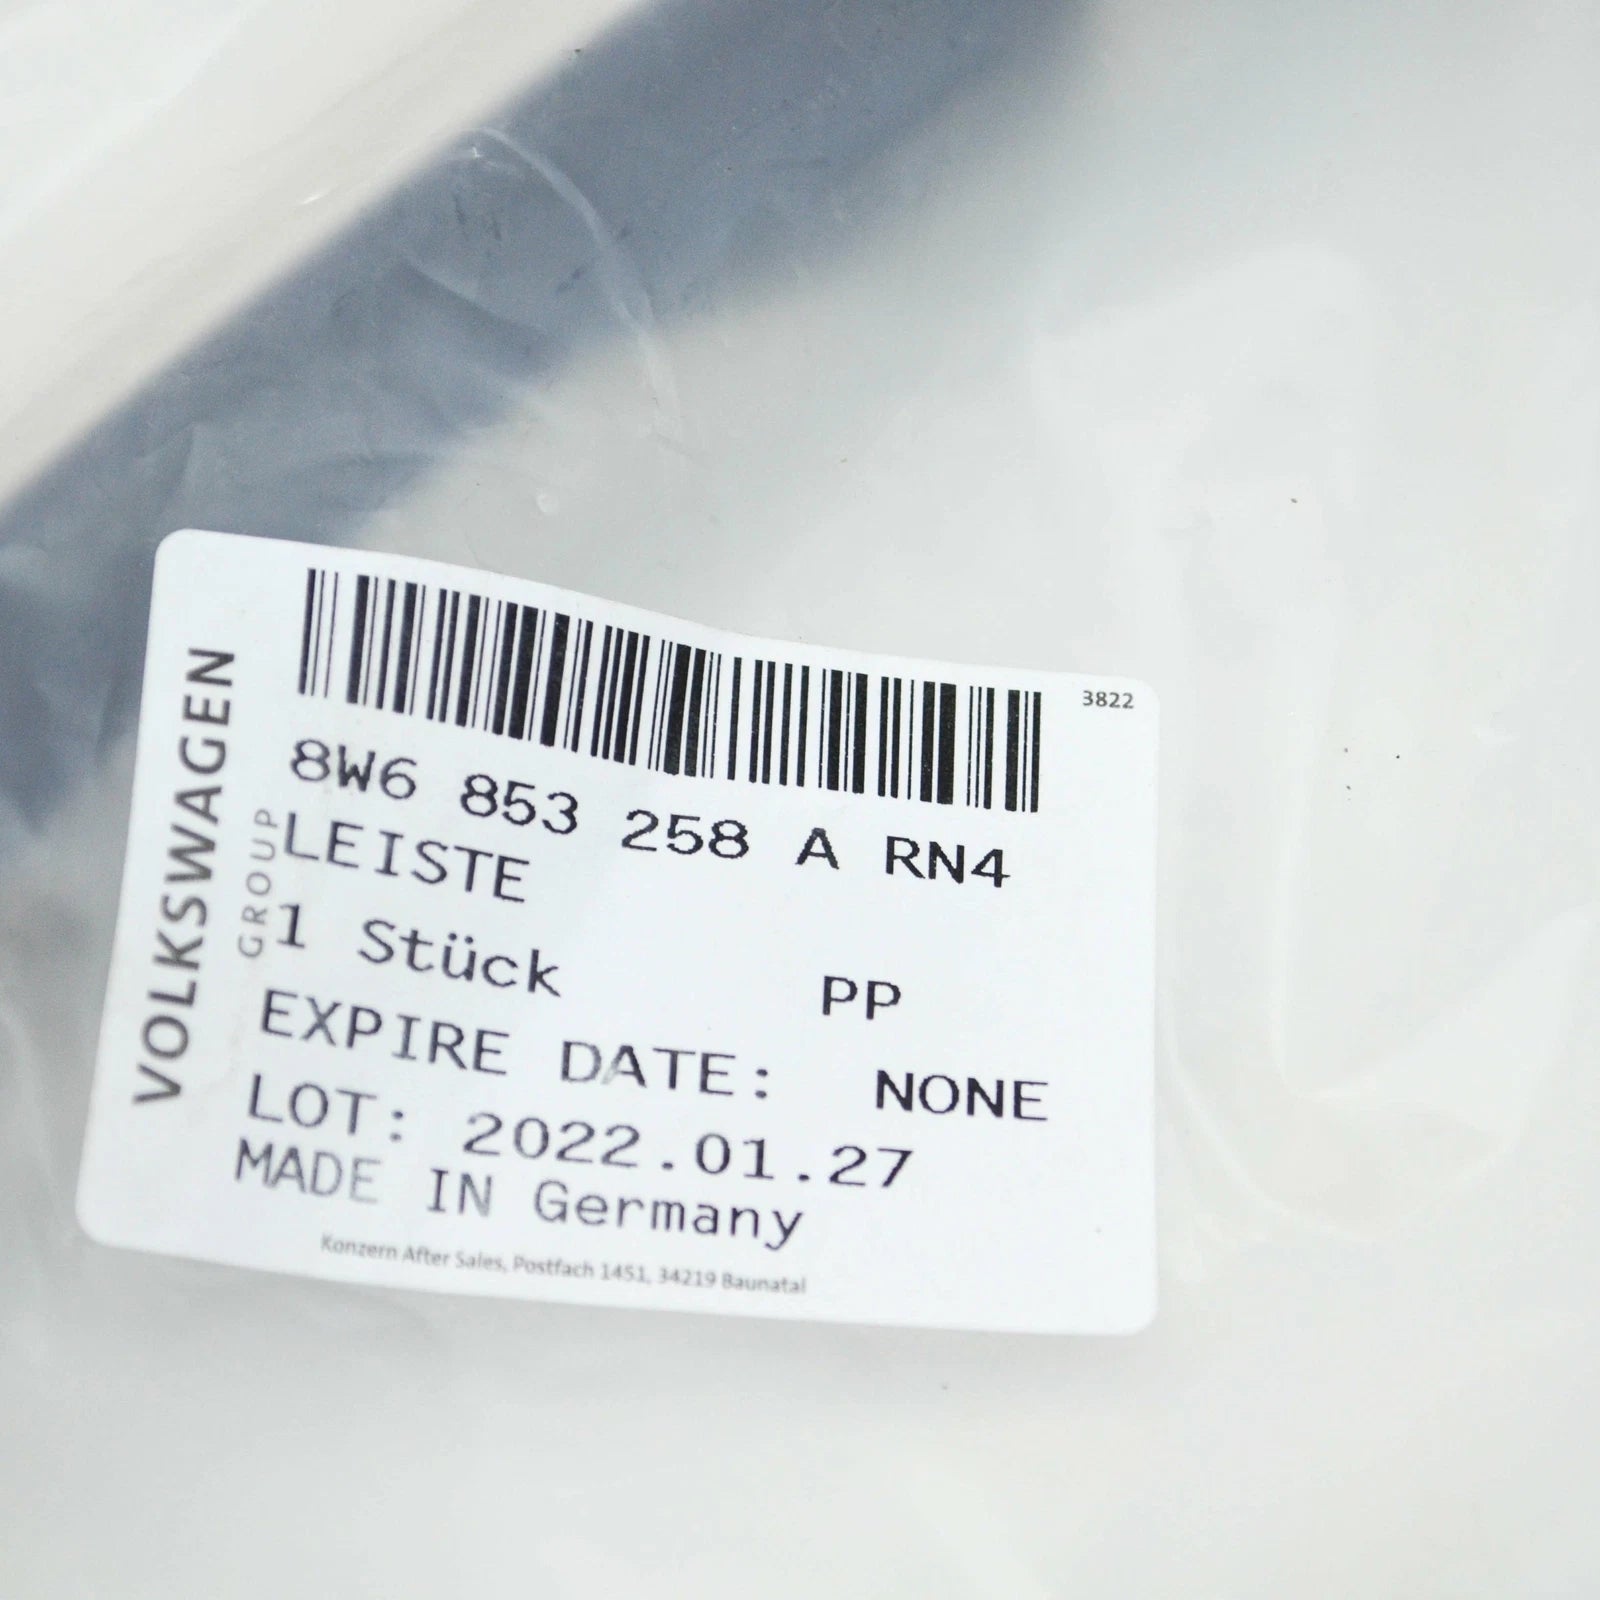 VOLKSWAGEN
GROUP
3822
8W6 853 258 A RN4
LEISTE
1 Stück PP
EXPIRE DATE: NONE
LOT: 2022.01.27
MADE IN Germany
Konzern After Sales, Postfach 1451, 34219 Baunatal